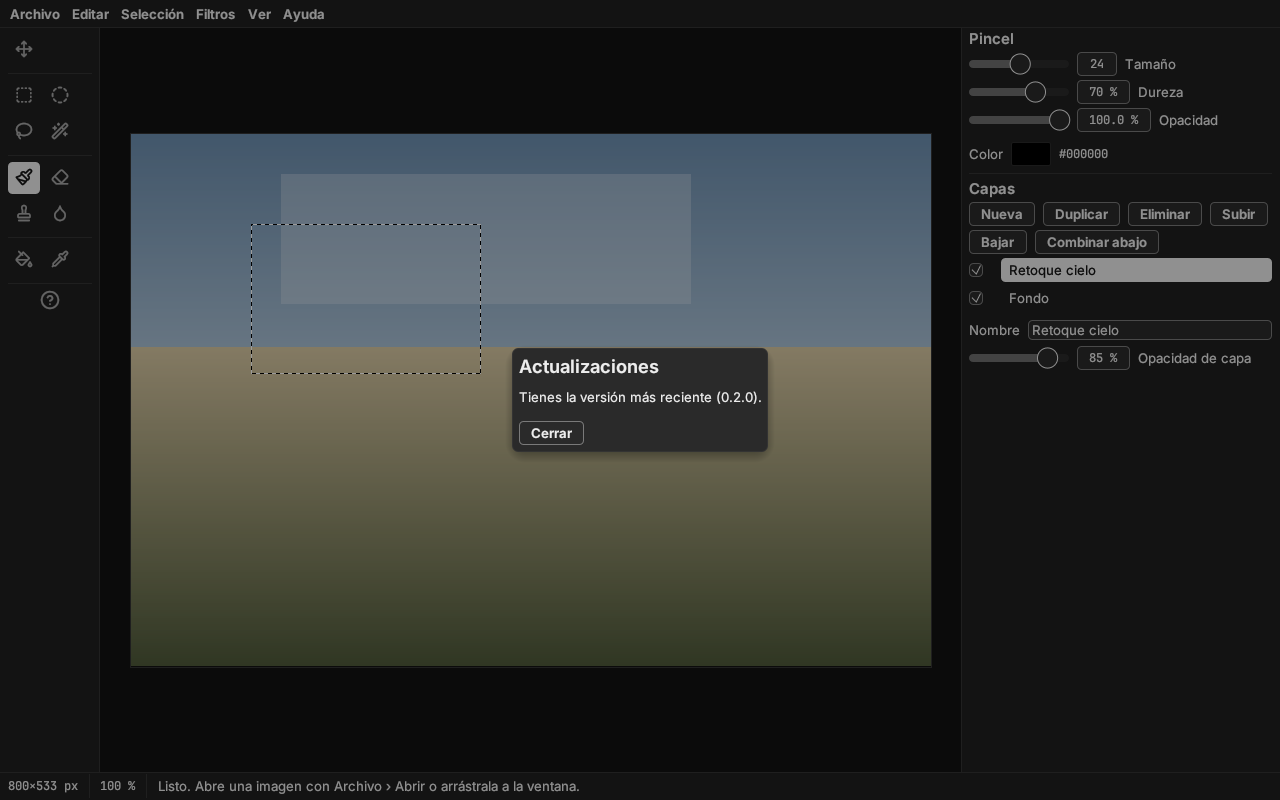 Archivo Editar Selección Filtros Ver Ayuda
Pincel
24 Tamaño
70 % Dureza
100.0 % Opacidad
Color #000000
Capas
Nueva Duplicar Eliminar Subir
Bajar Combinar abajo
Retoque cielo
Fondo
Nombre Retoque cielo
85 % Opacidad de capa
Actualizaciones
Tienes la versión más reciente (0.2.0).
Cerrar
800×533 px 100 % Listo. Abre una imagen con Archivo › Abrir o arrástrala a la ventana.